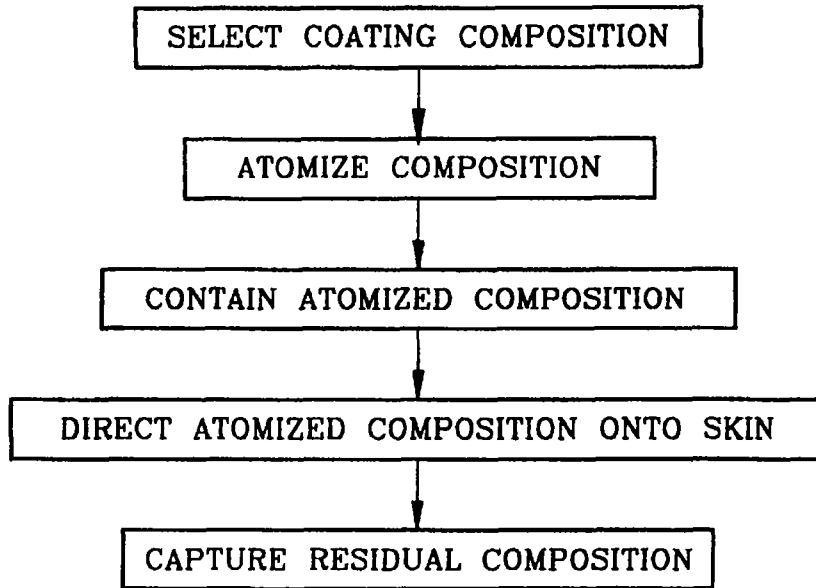 SELECT COATING COMPOSITION
ATOMIZE COMPOSITION
CONTAIN ATOMIZED COMPOSITION
DIRECT ATOMIZED COMPOSITION ONTO SKIN
CAPTURE RESIDUAL COMPOSITION